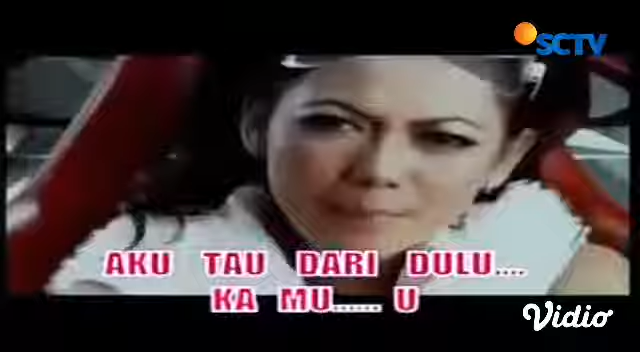 SCTV
AKU TAU DARI DULU....
KA MU...... U
Vidio